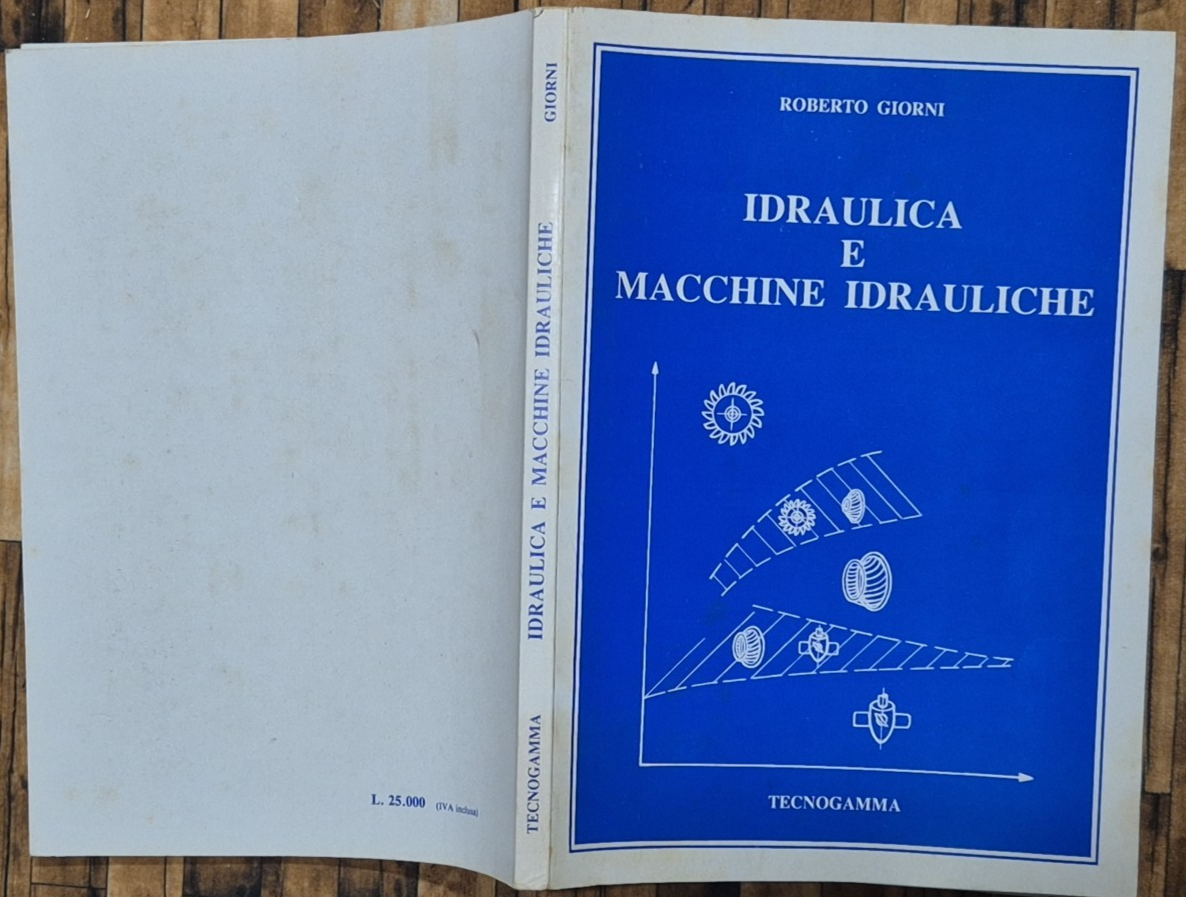 L. 25.000 (IVA inclusa)
GIORNI
IDRAULICA E MACCHINE IDRAULICHE
TECNOGAMMA
ROBERTO GIORNI
IDRAULICA
E
MACCHINE IDRAULICHE
TECNOGAMMA